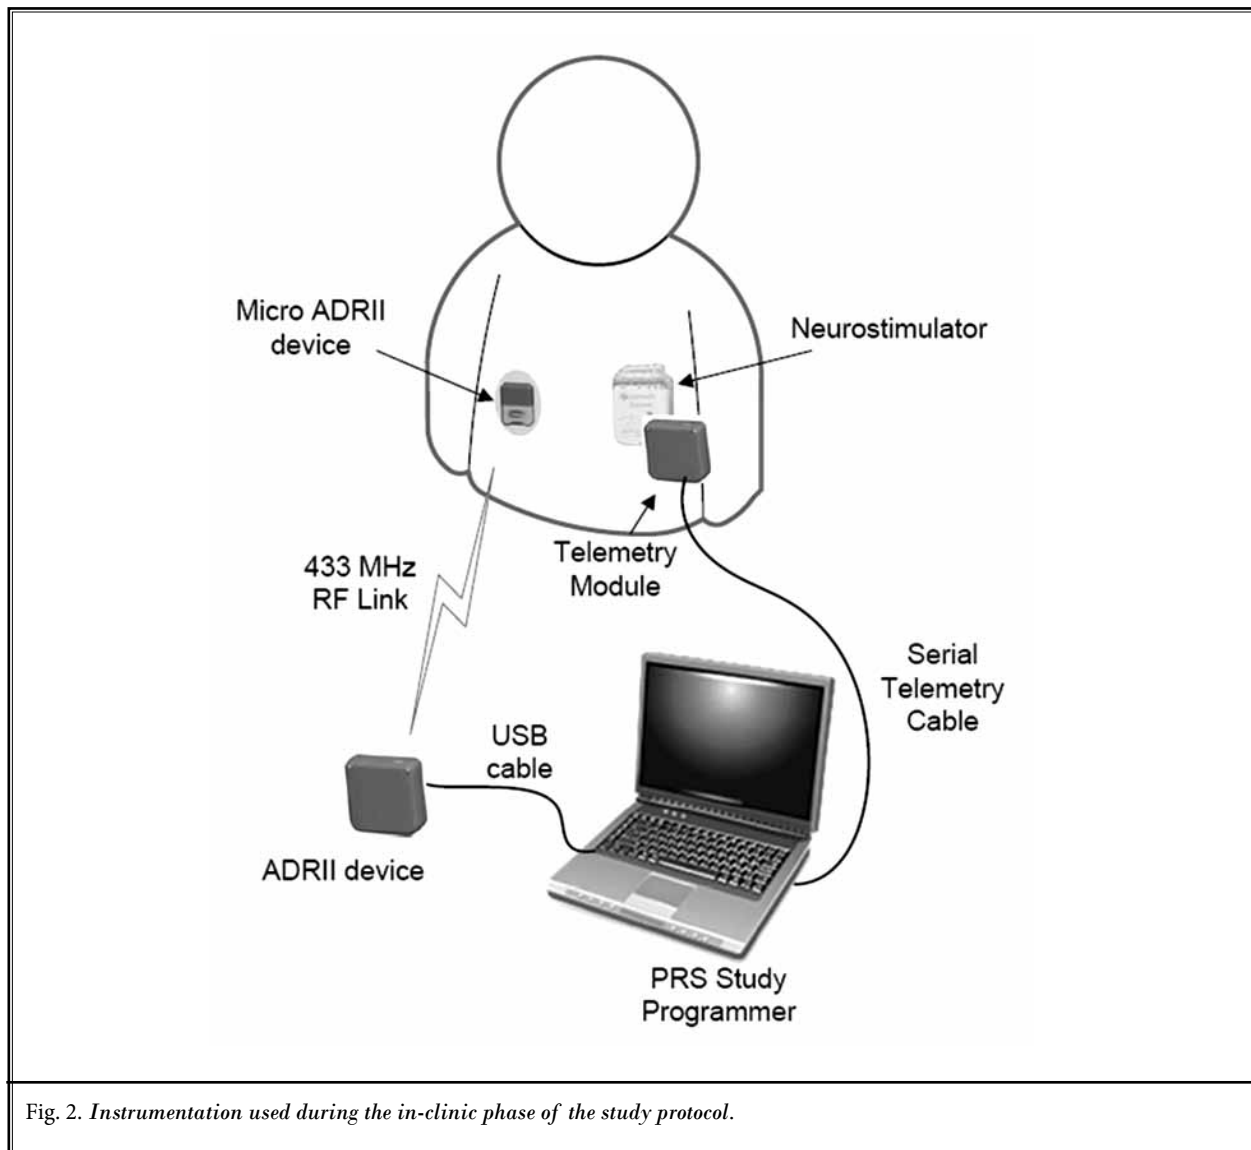 Micro ADRII
device
Neurostimulator
Telemetry
Module
433 MHz
RF Link
Serial
Telemetry
Cable
USB
cable
ADRII device
PRS Study
Programmer
Fig. 2. Instrumentation used during the in-clinic phase of the study protocol.